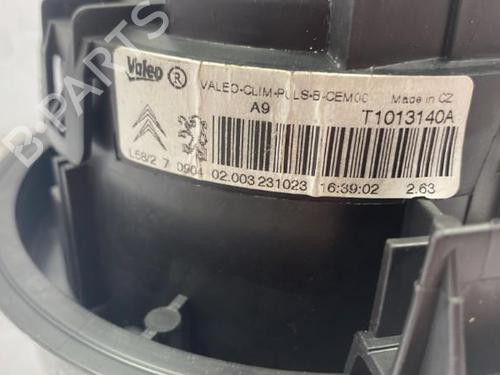 Valeo ® VALEO-CLIM-PULS-B-CEM00
A9 Made in CZ
T1013140A
L58/2 7 0904 02.003 231023 16:39:02 2.63
B-PARTS